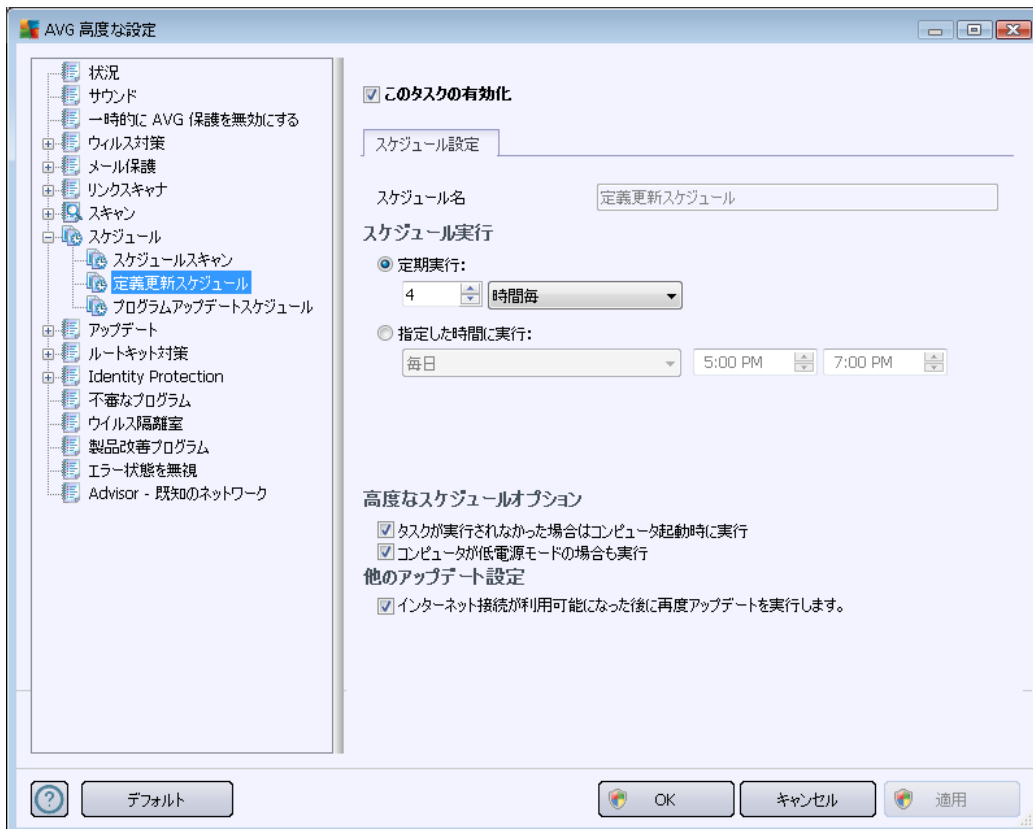 AVG 高度な設定
状況
サウンド
一時的に AVG 保護を無効にする
ウィルス対策
メール保護
リンクスキャナ
スキャン
スケジュール
スケジュールスキャン
定義更新スケジュール
プログラムアップデートスケジュール
アップデート
ルートキット対策
Identity Protection
不審なプログラム
ウイルス隔離室
製品改善プログラム
エラー状態を無視
Advisor - 既知のネットワーク
このタスクの有効化
スケジュール設定
スケジュール名 定義更新スケジュール
スケジュール実行
定期実行:
4 時間毎
指定した時間に実行:
毎日 5:00 PM 7:00 PM
高度なスケジュールオプション
タスクが実行されなかった場合はコンピュータ起動時に実行
コンピュータが低電源モードの場合も実行
他のアップデート設定
インターネット接続が利用可能になった後に再度アップデートを実行します。
? デフォルト OK キャンセル 適用